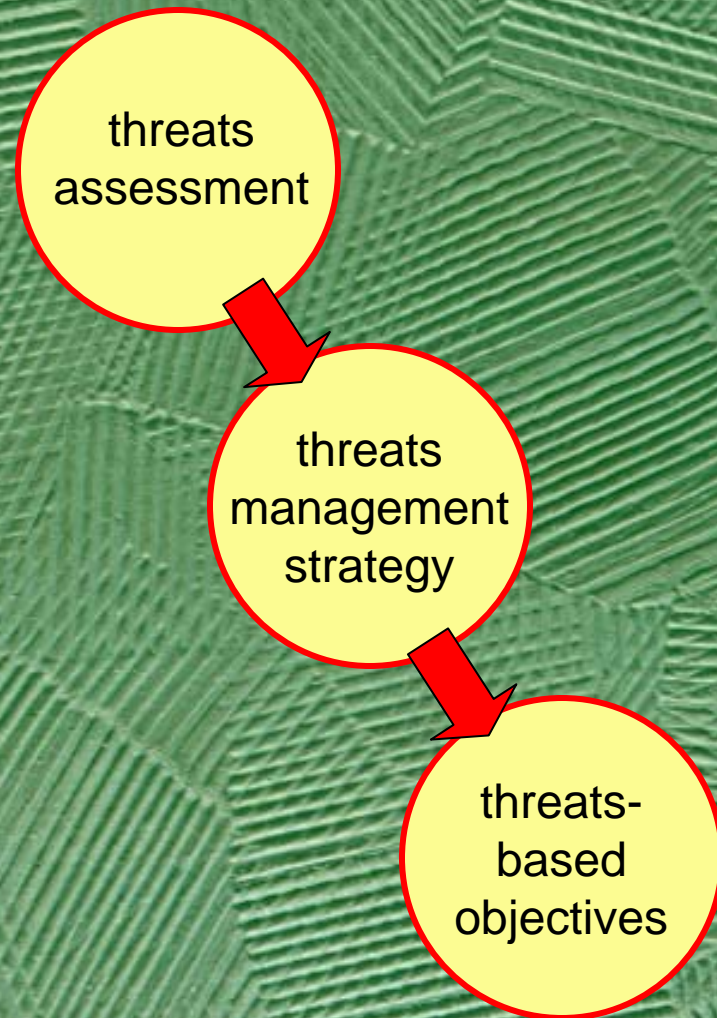 threats
assessment
threats
management
strategy
threats-
based
objectives